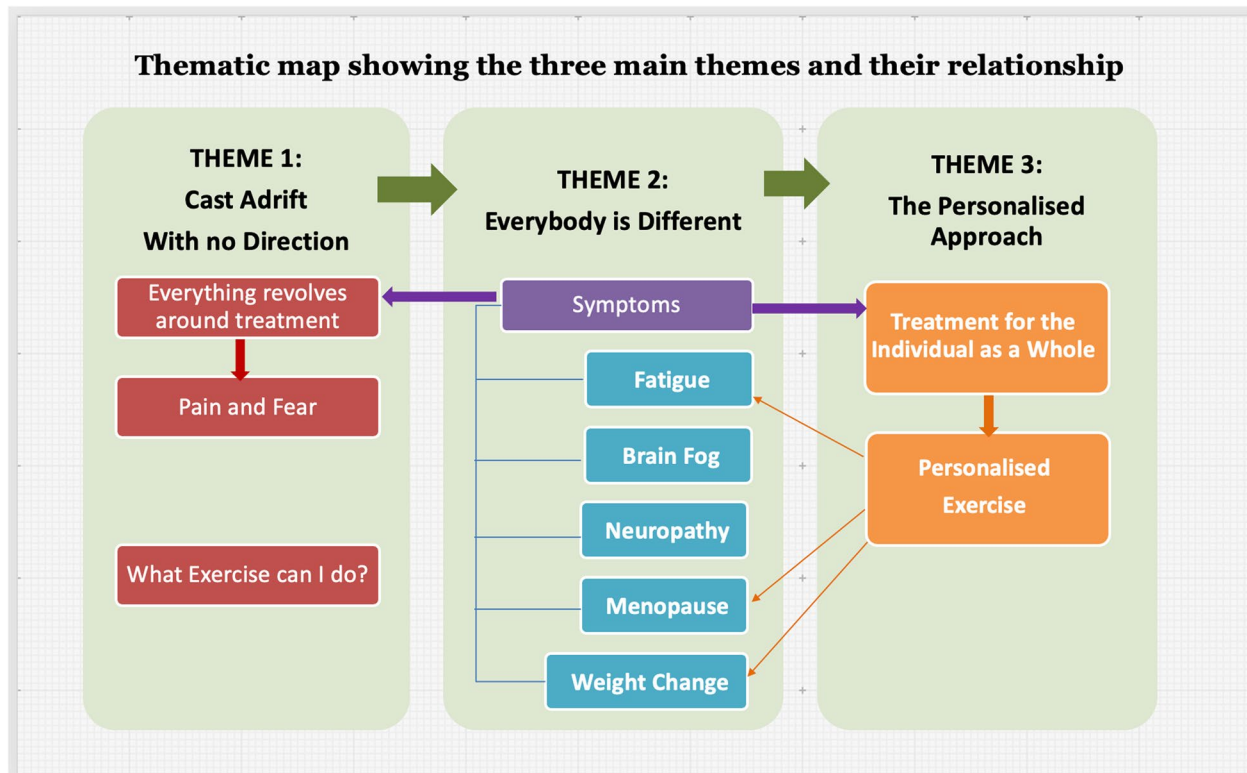 Thematic map showing the three main themes and their relationship
THEME 1:
Cast Adrift
With no Direction
Everything revolves
around treatment
Pain and Fear
What Exercise can I do?
THEME 2:
Everybody is Different
Symptoms
Fatigue
Brain Fog
Neuropathy
Menopause
Weight Change
THEME 3:
The Personalised
Approach
Treatment for the
Individual as a Whole
Personalised
Exercise